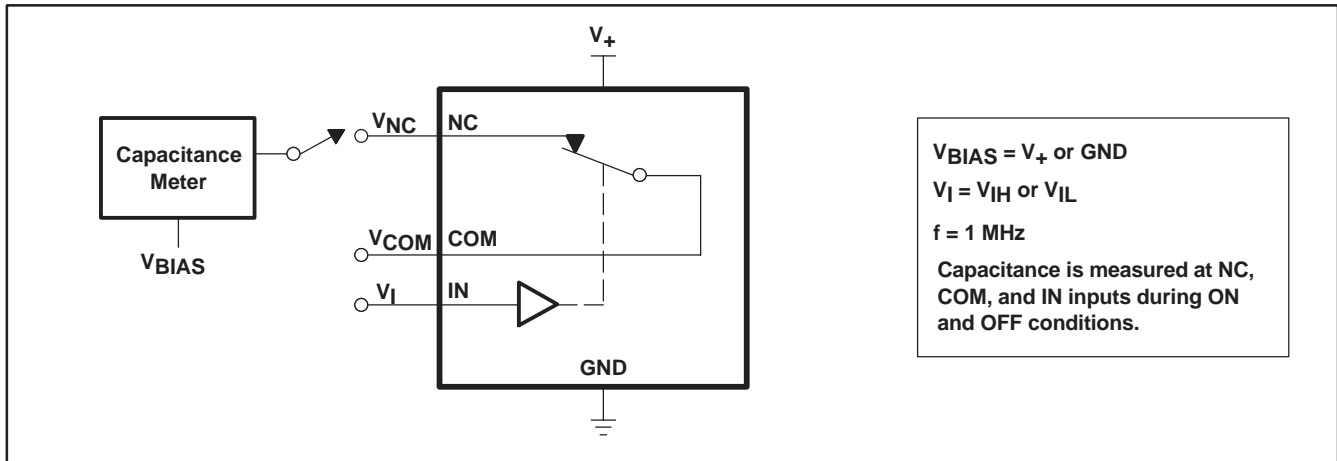 V+
VNC NC
Capacitance
Meter
VBIAS
VCOM COM
VI IN
GND
VBIAS = V+ or GND
VI = VIH or VIL
f = 1 MHz
Capacitance is measured at NC,
COM, and IN inputs during ON
and OFF conditions.